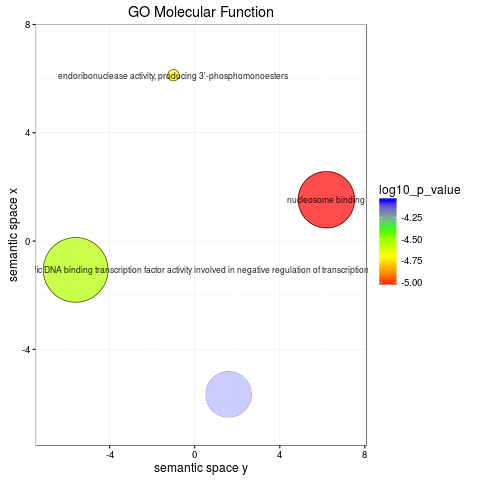 GO Molecular Function
8
endoribonuclease activity, producing 3'-phosphomonoesters
4
nucleosome binding
0
DNA binding transcription factor activity involved in negative regulation of transcription
-4
-4
0
4
8
semantic space y
semantic space x
log10_p_value
-4.25
-4.50
-4.75
-5.00